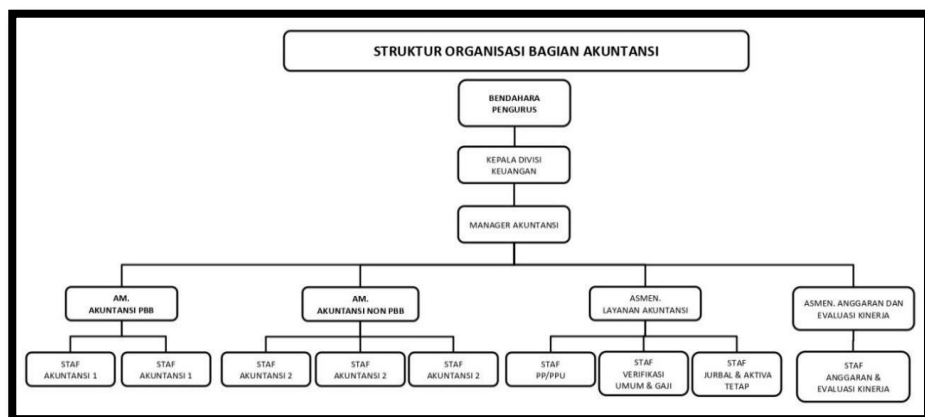 STRUKTUR ORGANISASI BAGIAN AKUNTANSI
BENDAHARA
PENGURUS
KEPALA DIVISI
KEUANGAN
MANAGER AKUNTANSI
AM.
AKUNTANSI PBB
AM.
AKUNTANSI NON PBB
ASMEN.
LAYANAN AKUNTANSI
ASMEN. ANGGARAN DAN
EVALUASI KINERJA
STAF
AKUNTANSI 1
STAF
AKUNTANSI 1
STAF
AKUNTANSI 2
STAF
AKUNTANSI 2
STAF
AKUNTANSI 2
STAF
PP/PPU
STAF
VERIFIKASI
UMUM & GAJI
STAF
JURBAL & AKTIVA
TETAP
STAF
ANGGARAN &
EVALUASI KINERJA